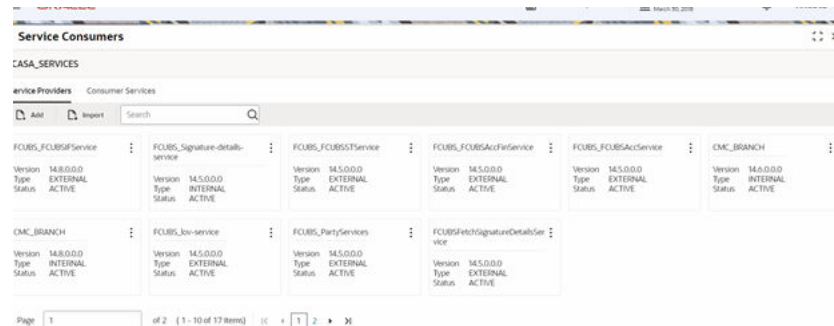 March 30, 2018
Service Consumers
CASA_SERVICES
Service Providers Consumer Services
Add Import Search
FCUBS_FCUBSIFService
Version 14.8.0.0.0
Type EXTERNAL
Status ACTIVE
FCUBS_Signature-details-
service
Version 14.5.0.0.0
Type INTERNAL
Status ACTIVE
FCUBS_FCUBSSTService
Version 14.5.0.0.0
Type EXTERNAL
Status ACTIVE
FCUBS_FCUBSAccFinService
Version 14.5.0.0.0
Type EXTERNAL
Status ACTIVE
FCUBS_FCUBSAccService
Version 14.5.0.0.0
Type EXTERNAL
Status ACTIVE
CMC_BRANCH
Version 14.6.0.0.0
Type INTERNAL
Status ACTIVE
CMC_BRANCH
Version 14.8.0.0.0
Type INTERNAL
Status ACTIVE
FCUBS_lov-service
Version 14.5.0.0.0
Type EXTERNAL
Status ACTIVE
FCUBS_PartyServices
Version 14.5.0.0.0
Type EXTERNAL
Status ACTIVE
FCUBSFetchSignatureDetailsSer
vice
Version 14.5.0.0.0
Type EXTERNAL
Status ACTIVE
Page 1 of 2 (1 - 10 of 17 Items) 1 2